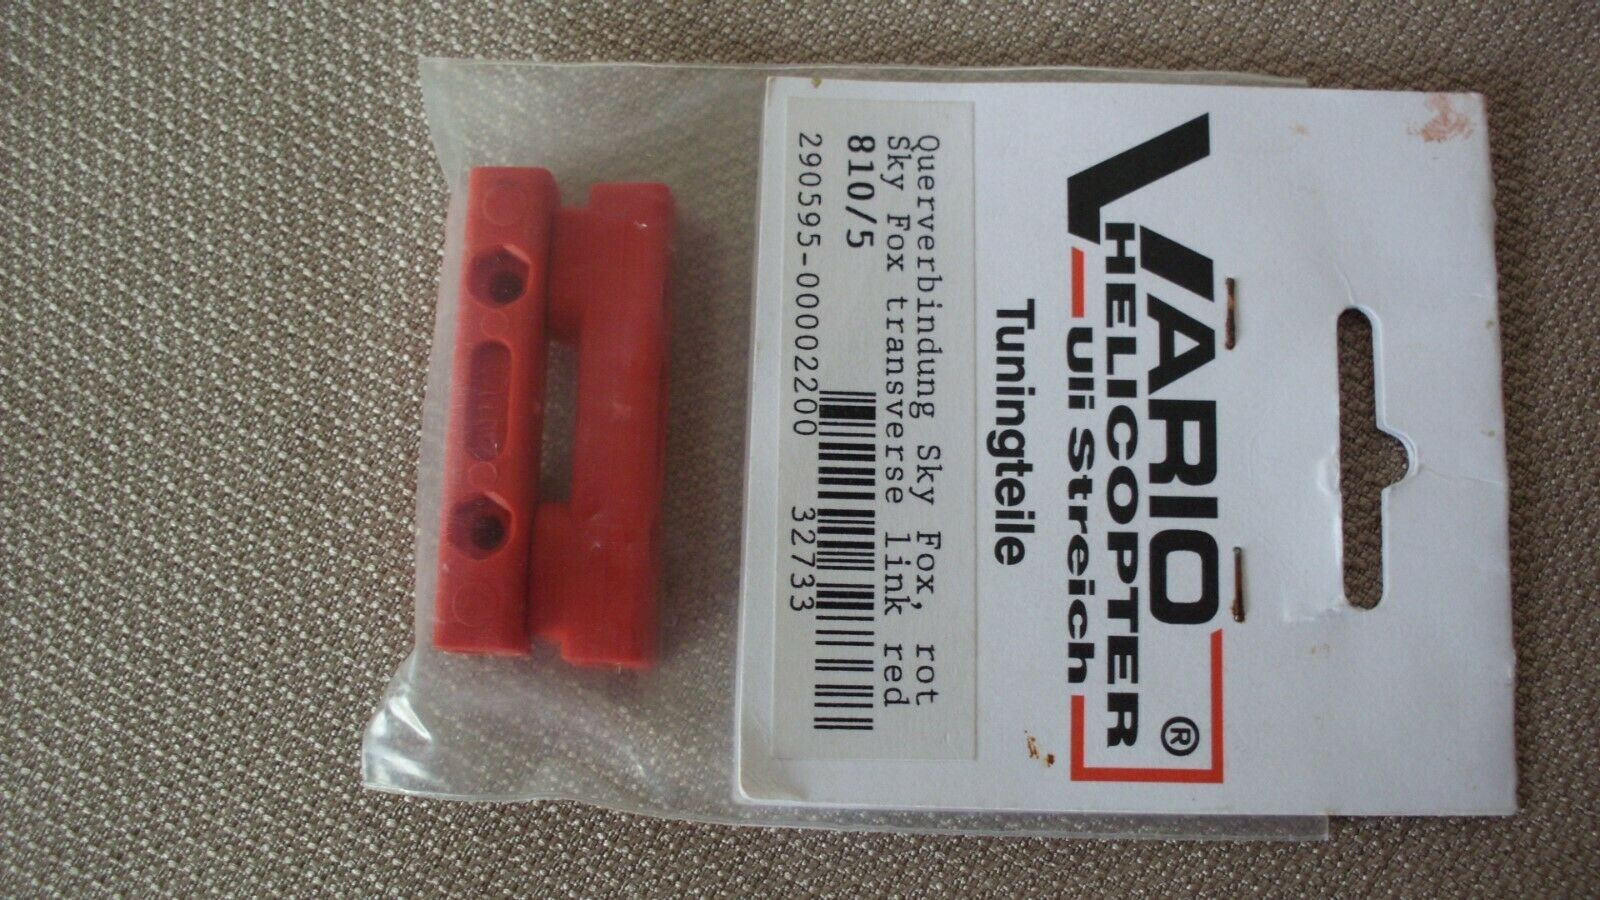 VARIO
HELICOPTER
Uli Streich
®
Tuningteile
Querverbindung Sky Fox, rot
Sky Fox transverse link red
810/5
290595-00002200 32733